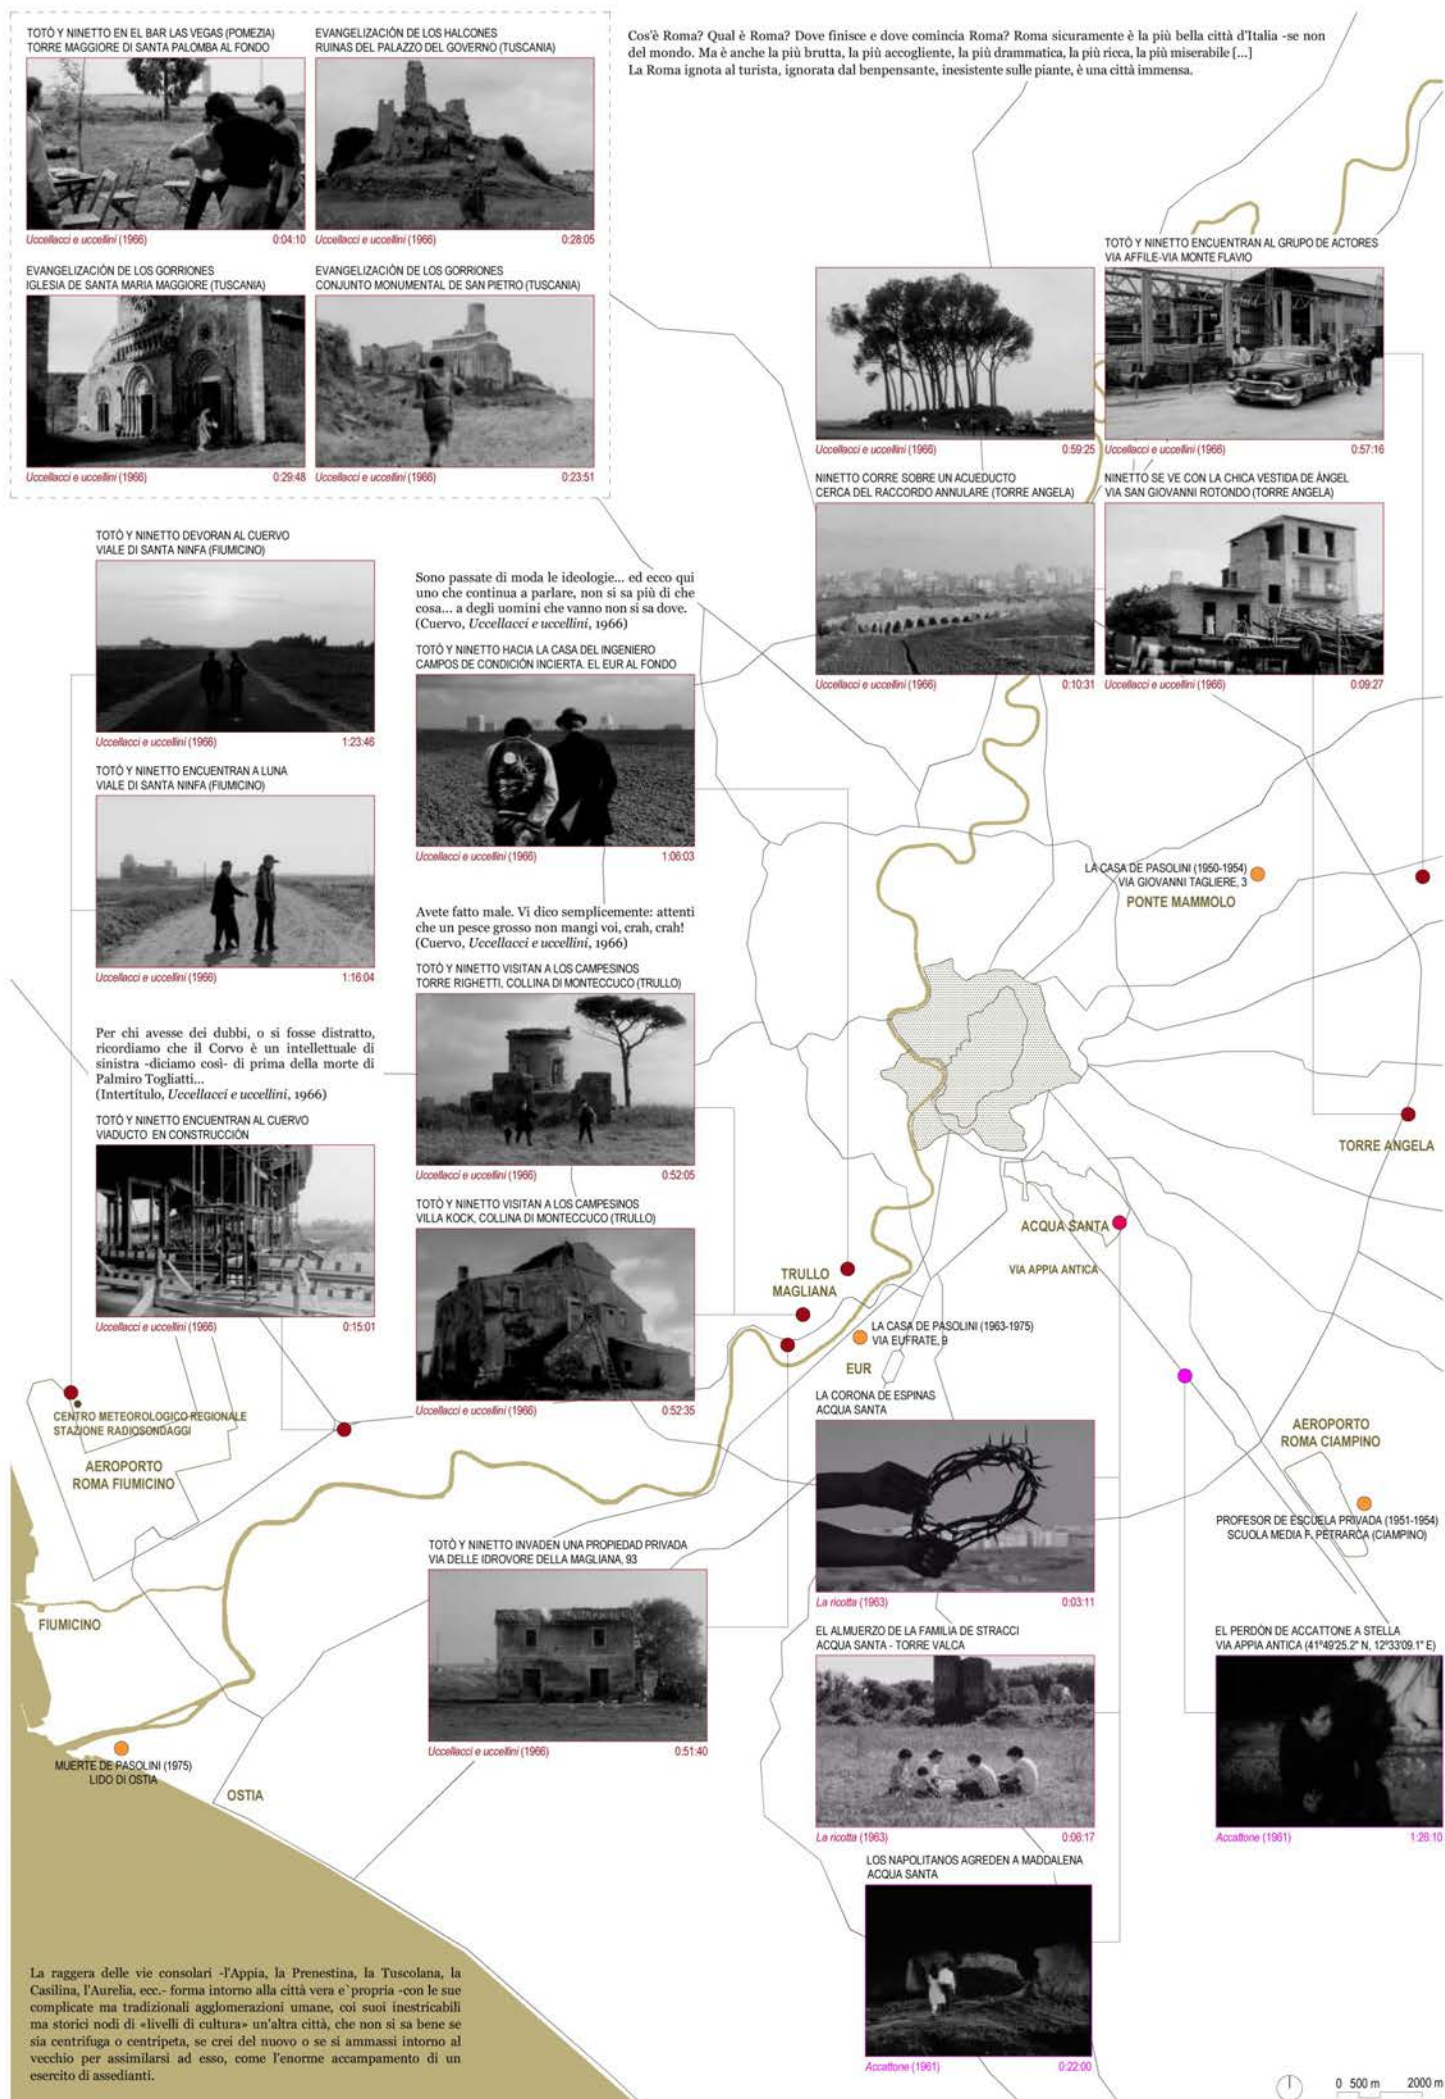 Cos'è Roma? Qual è Roma? Dove finisce e dove comincia Roma? Roma sicuramente è la più bella città d'Italia -se non
del mondo. Ma è anche la più brutta, la più accogliente, la più drammatica, la più ricca, la più miserabile [...]
La Roma ignota al turista, ignorata dal benpensante, inesistente sulle piante, è una città immensa.
TOTÒ Y NINETTO EN EL BAR LAS VEGAS (POMEZIA)
TORRE MAGGIORE DI SANTA PALOMBA AL FONDO
Uccellacci e uccellini (1966) 0:04:10
EVANGELIZACIÓN DE LOS HALCONES
RUINAS DEL PALAZZO DEL GOVERNO (TUSCANIA)
Uccellacci e uccellini (1966) 0:28:05
EVANGELIZACIÓN DE LOS GORRIONES
IGLESIA DE SANTA MARIA MAGGIORE (TUSCANIA)
Uccellacci e uccellini (1966) 0:29:48
EVANGELIZACIÓN DE LOS GORRIONES
CONJUNTO MONUMENTAL DE SAN PIETRO (TUSCANIA)
Uccellacci e uccellini (1966) 0:23:51
Uccellacci e uccellini (1966) 0:59:25
TOTÒ Y NINETTO ENCUENTRAN AL GRUPO DE ACTORES
VIA AFFILE-VIA MONTE FLAVIO
Uccellacci e uccellini (1966) 0:57:16
NINETTO CORRE SOBRE UN ACUEDUCTO
CERCA DEL RACCORDO ANNULARE (TORRE ANGELA)
Uccellacci e uccellini (1966) 0:10:31
NINETTO SE VE CON LA CHICA VESTIDA DE ÀNGEL
VIA SAN GIOVANNI ROTONDO (TORRE ANGELA)
Uccellacci e uccellini (1966) 0:09:27
TOTÒ Y NINETTO DEVORAN AL CUERVO
VIALE DI SANTA NINFA (FIUMICINO)
Uccellacci e uccellini (1966) 1:23:46
TOTÒ Y NINETTO ENCUENTRAN A LUNA
VIALE DI SANTA NINFA (FIUMICINO)
Uccellacci e uccellini (1966) 1:16:04
Per chi avesse dei dubbi, o si fosse distratto,
ricordiamo che il Corvo è un intellettuale di
sinistra -diciamo così- di prima della morte di
Palmiro Togliatti...
(Intertítulo, Uccellacci e uccellini, 1966)
TOTÒ Y NINETTO ENCUENTRAN AL CUERVO
VIADUCTO EN CONSTRUCCIÓN
Uccellacci e uccellini (1966) 0:15:01
Sono passate di moda le ideologie... ed ecco qui
uno che continua a parlare, non si sa più di che
cosa... a degli uomini che vanno non si sa dove.
(Cuervo, Uccellacci e uccellini, 1966)
TOTÒ Y NINETTO HACIA LA CASA DEL INGENIERO
CAMPOS DE CONDICIÓN INCIERTA. EL EUR AL FONDO
Uccellacci e uccellini (1966) 1:06:03
Avete fatto male. Vi dico semplicemente: attenti
che un pesce grosso non mangi voi, crah, crah!
(Cuervo, Uccellacci e uccellini, 1966)
TOTÒ Y NINETTO VISITAN A LOS CAMPESINOS
TORRE RIGHETTI, COLLINA DI MONTECCUCO (TRULLO)
Uccellacci e uccellini (1966) 0:52:05
TOTÒ Y NINETTO VISITAN A LOS CAMPESINOS
VILLA KOCK, COLLINA DI MONTECCUCO (TRULLO)
Uccellacci e uccellini (1966) 0:52:35
LA CASA DE PASOLINI (1950-1954)
VIA GIOVANNI TAGLIERE, 3
PONTE MAMMOLO
TORRE ANGELA
ACQUA SANTA
VIA APPIA ANTICA
TRULLO
MAGLIANA
LA CASA DE PASOLINI (1963-1975)
VIA EUFRATE, 9
EUR
CENTRO METEOROLOGICO REGIONALE
STAZIONE RADIOSONDAGGI
AEROPORTO
ROMA FIUMICINO
LA CORONA DE ESPINAS
ACQUA SANTA
La ricotta (1963) 0:03:11
AEROPORTO
ROMA CIAMPINO
PROFESOR DE ESCUELA PRIVADA (1951-1954)
SCUOLA MEDIA F. PETRARCA (CIAMPINO)
TOTÒ Y NINETTO INVADEN UNA PROPIEDAD PRIVADA
VIA DELLE IDROVORE DELLA MAGLIANA, 93
Uccellacci e uccellini (1966) 0:51:40
FIUMICINO
EL ALMUERZO DE LA FAMILIA DE STRACCI
ACQUA SANTA - TORRE VALCA
La ricotta (1963) 0:06:17
EL PERDÓN DE ACCATTONE A STELLA
VIA APPIA ANTICA (41º49'25.2" N, 12º33'09.1" E)
Accattone (1961) 1:26:10
MUERTE DE PASOLINI (1975)
LIDO DI OSTIA
OSTIA
LOS NAPOLITANOS AGREDEN A MADDALENA
ACQUA SANTA
Accattone (1961) 0:22:00
La raggera delle vie consolari -l'Appia, la Prenestina, la Tuscolana, la
Casilina, l'Aurelia, ecc.- forma intorno alla città vera e`propria -con le sue
complicate ma tradizionali agglomerazioni umane, coi suoi inestricabili
ma storici nodi di «livelli di cultura» un'altra città, che non si sa bene se
sia centrifuga o centripeta, se crei del nuovo o se si ammassi intorno al
vecchio per assimilarsi ad esso, come l'enorme accampamento di un
esercito di assedianti.
0 500 m 2000 m